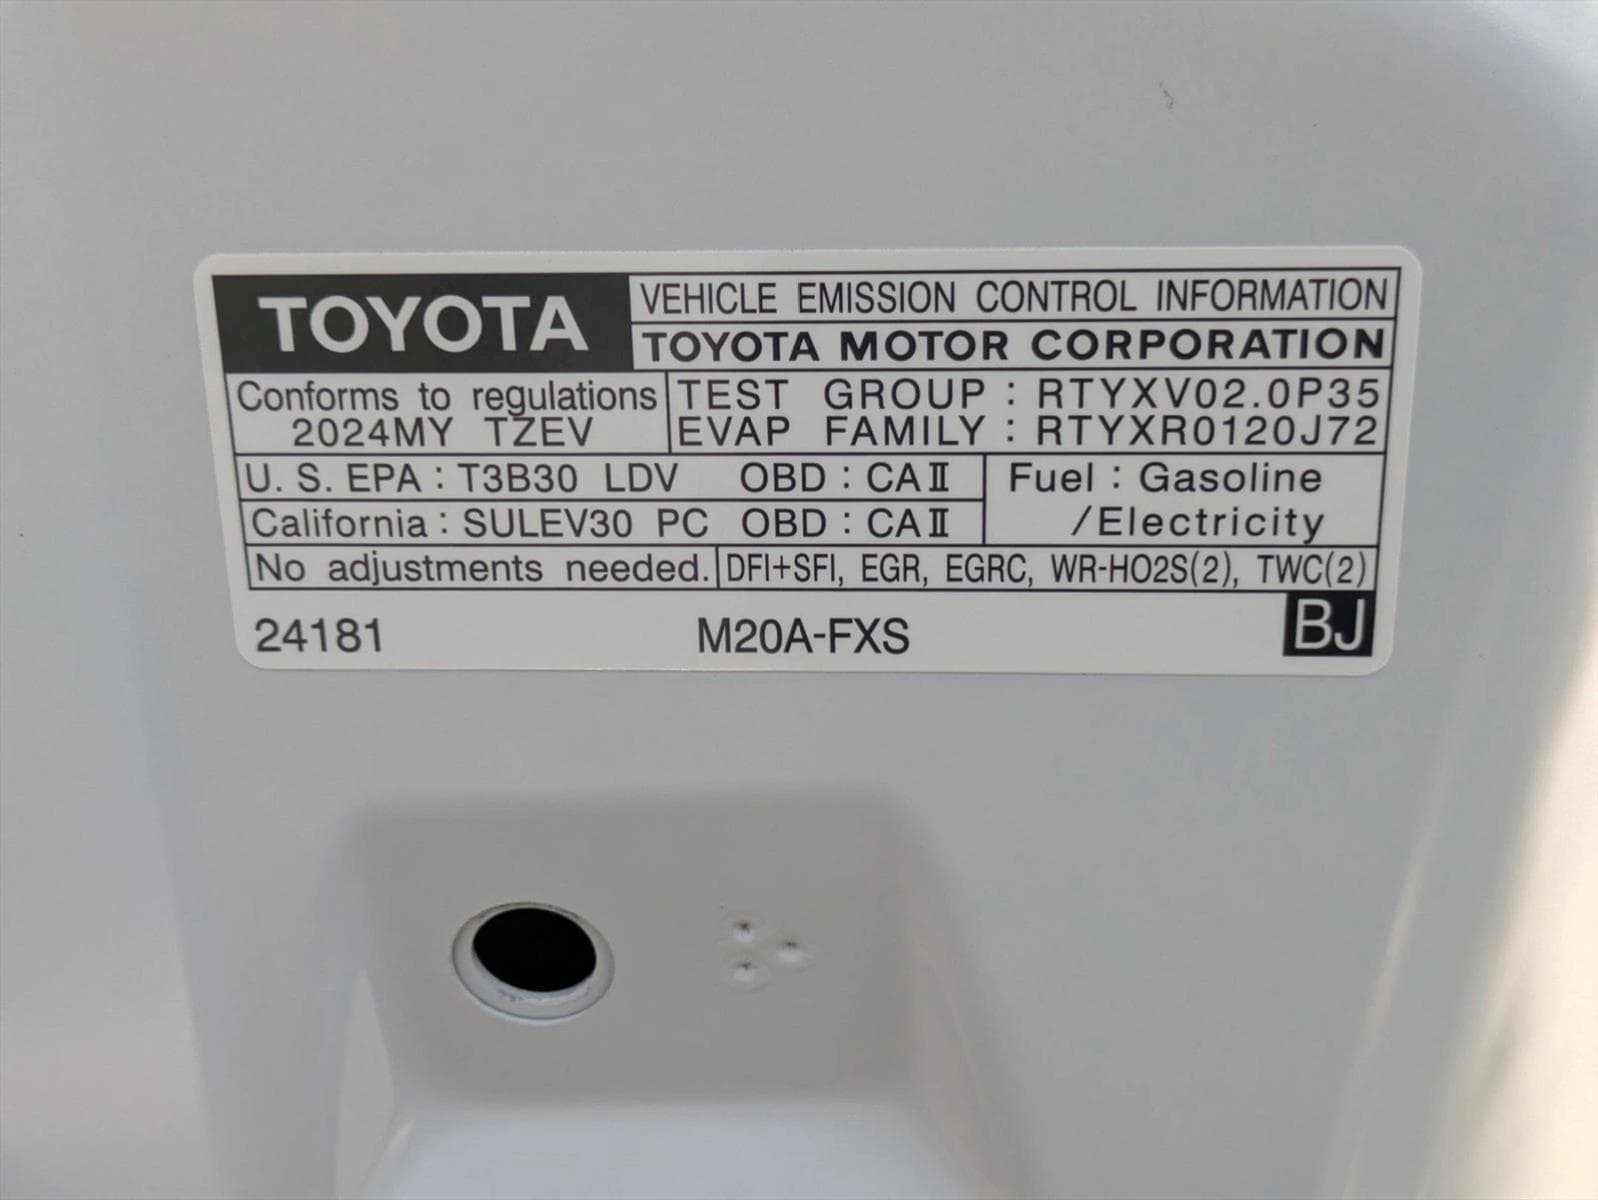 TOYOTA
VEHICLE EMISSION CONTROL INFORMATION
TOYOTA MOTOR CORPORATION
Conforms to regulations
2024MY TZEV
TEST GROUP : RTYXV02.0P35
EVAP FAMILY : RTYXR0120J72
U. S. EPA : T3B30 LDV OBD : CAⅡ
California : SULEV30 PC OBD : CAⅡ
Fuel : Gasoline
/Electricity
No adjustments needed.
DFI+SFI, EGR, EGRC, WR-HO2S(2), TWC(2)
24181
M20A-FXS
BJ